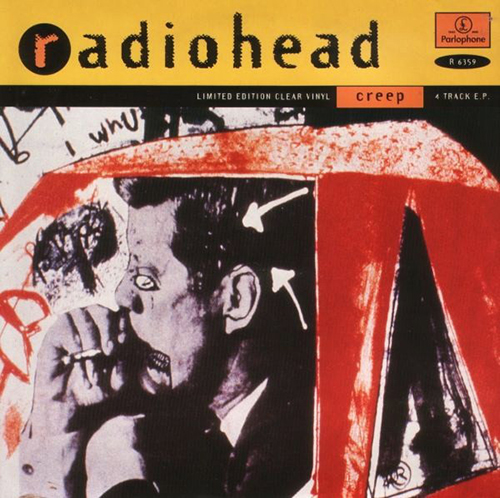 radiohead
Parlophone
R 6359
LIMITED EDITION CLEAR VINYL creep 4 TRACK E.P.
i
R